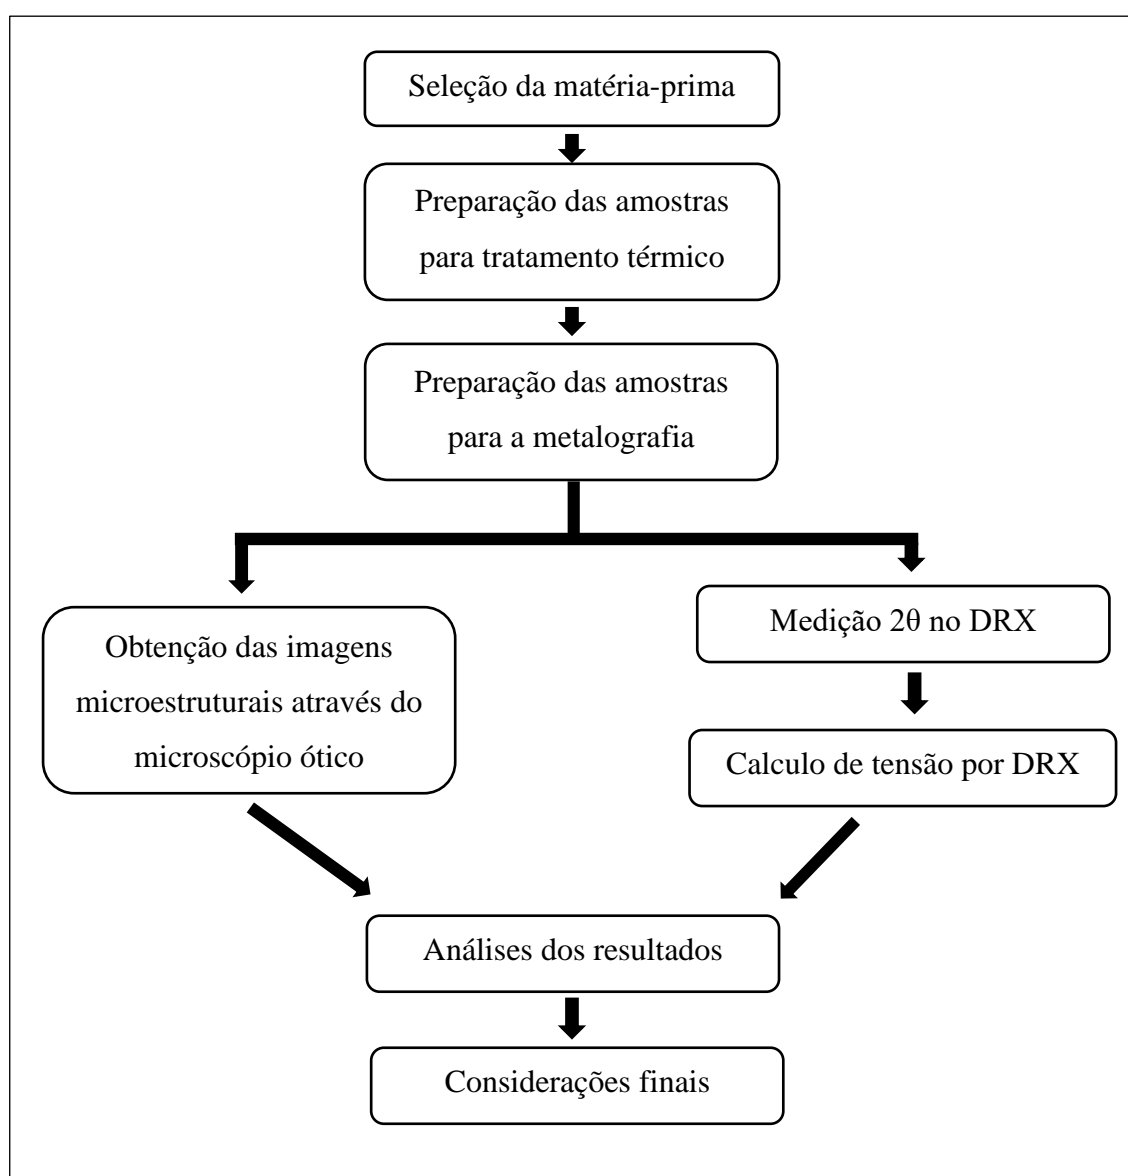 Seleção da matéria-prima
Preparação das amostras
para tratamento térmico
Preparação das amostras
para a metalografia
Obtenção das imagens
microestruturais através do
microscópio ótico
Medição 2θ no DRX
Calculo de tensão por DRX
Análises dos resultados
Considerações finais